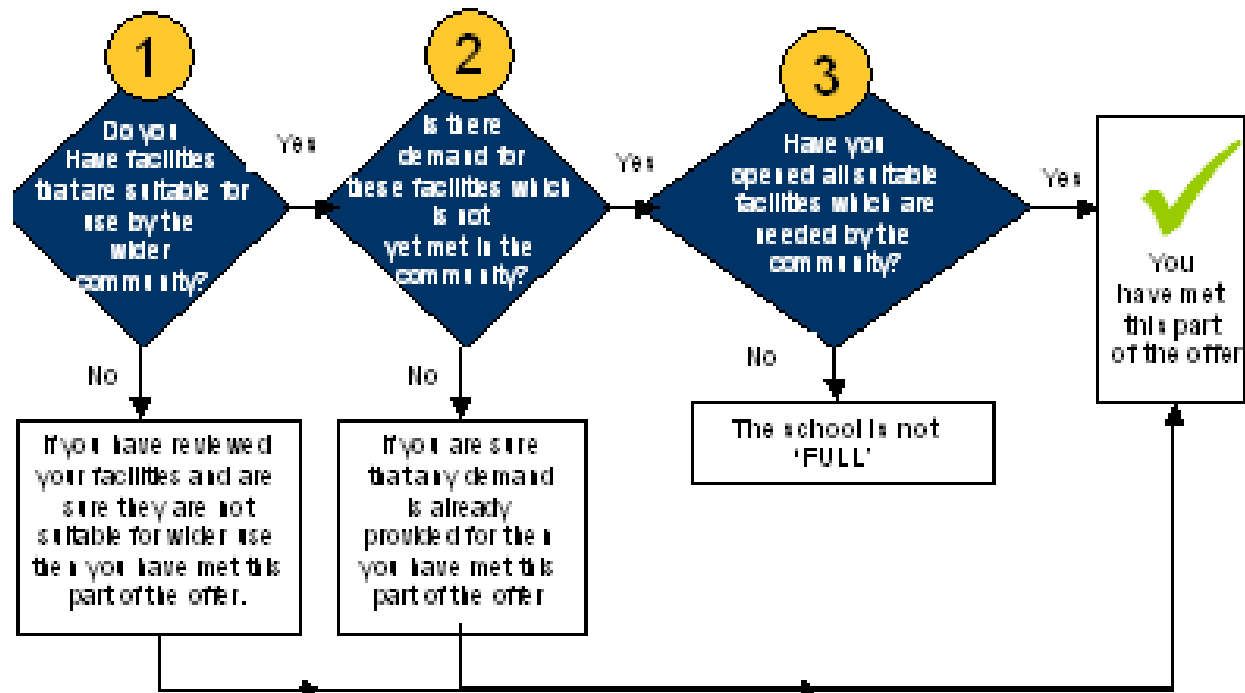 1
Do you
Have facilities
that are suitable for
use by the
wider
community?
Yes
No
If you have reviewed
your facilities and are
sure they are not
suitable for wider use
then you have met this
part of the offer.
2
Is there
demand for
these facilities which
is not
yet met in the
community?
Yes
No
If you are sure
that any demand
is already
provided for then
you have met this
part of the offer
3
Have you
opened all suitable
facilities which are
needed by the
community?
Yes
No
The school is not
'FULL'
You
have met
this part
of the offer